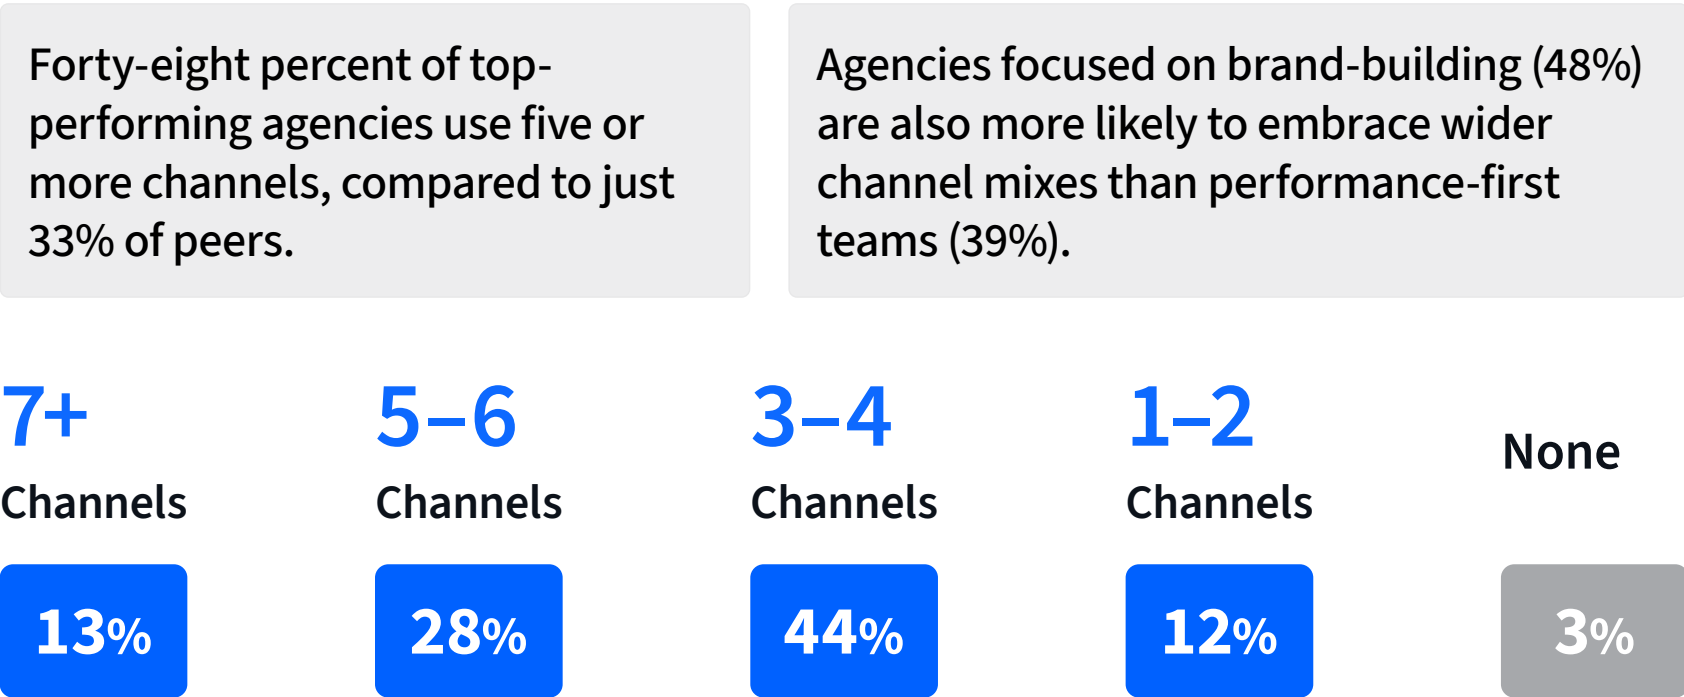 Forty-eight percent of top-
performing agencies use five or
more channels, compared to just
33% of peers.
Agencies focused on brand-building (48%)
are also more likely to embrace wider
channel mixes than performance-first
teams (39%).
7+
Channels
13%
5–6
Channels
28%
3–4
Channels
44%
1–2
Channels
12%
None
3%